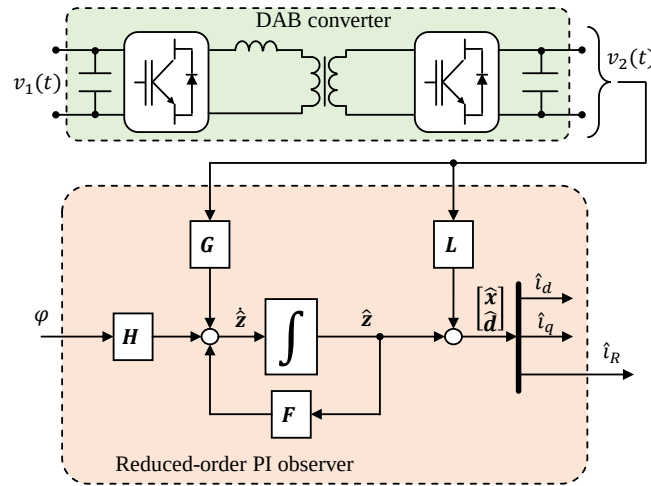 DAB converter
v₁(t)
v₂(t)
G
L
φ
H
ẑ̇
∫
ẑ
[x̂
d̂]
î_d
î_q
î_R
F
Reduced-order PI observer